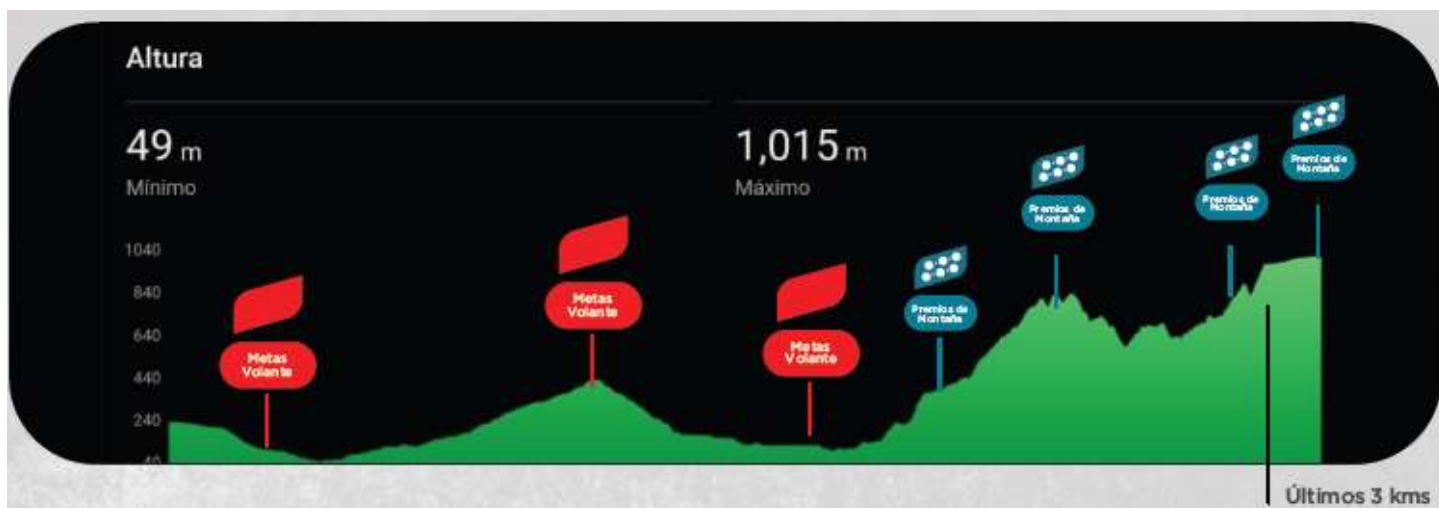 Altura
49 m
Mínimo
1,015 m
Máximo
1040
840
640
440
240
40
Metas
Volante
Metas
Volante
Metas
Volante
Premios de
Montaña
Premios de
Montaña
Premios de
Montaña
Premios de
Montaña
Últimos 3 kms